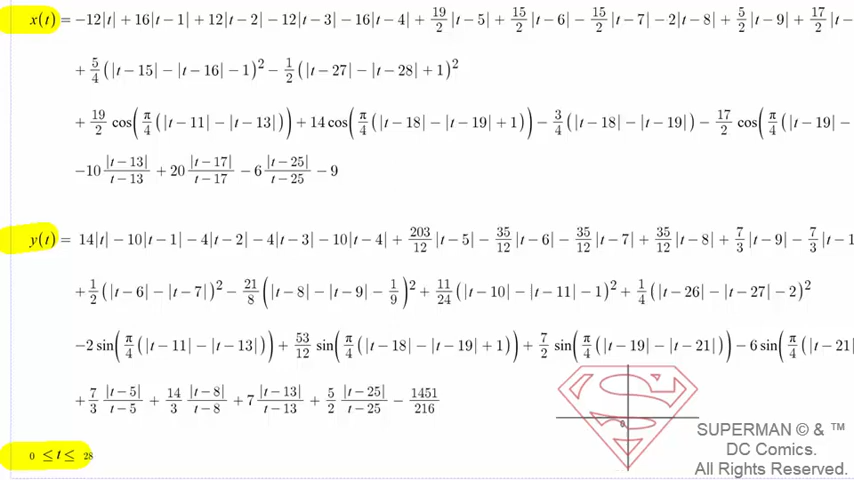 x(t) = −12|t| + 16|t−1| + 12|t−2| − 12|t−3| − 16|t−4| + 19/2 |t−5| + 15/2 |t−6| − 15/2 |t−7| − 2|t−8| + 5/2 |t−9| + 17/2 |t−
+ 5/4 (|t−15| − |t−16| − 1)² − 1/2 (|t−27| − |t−28| + 1)²
+ 19/2 cos(π/4 (|t−11| − |t−13|)) + 14 cos(π/4 (|t−18| − |t−19| + 1)) − 3/4 (|t−18| − |t−19|) − 17/2 cos(π/4 (|t−19| −
−10 |t−13|/t−13 + 20 |t−17|/t−17 − 6 |t−25|/t−25 − 9
y(t) = 14|t| − 10|t−1| − 4|t−2| − 4|t−3| − 10|t−4| + 203/12 |t−5| − 35/12 |t−6| − 35/12 |t−7| + 35/12 |t−8| + 7/3 |t−9| − 7/3 |t−1
+ 1/2 (|t−6| − |t−7|)² − 21/8 (|t−8| − |t−9| − 1/9)² + 11/24 (|t−10| − |t−11| − 1)² + 1/4 (|t−26| − |t−27| − 2)²
−2 sin(π/4 (|t−11| − |t−13|)) + 53/12 sin(π/4 (|t−18| − |t−19| + 1)) + 7/2 sin(π/4 (|t−19| − |t−21|)) − 6 sin(π/4 (|t−21|
+ 7/3 |t−5|/t−5 + 14/3 |t−8|/t−8 + 7 |t−13|/t−13 + 5/2 |t−25|/t−25 − 1451/216
0
SUPERMAN © & ™
DC Comics.
All Rights Reserved.
0 ≤ t ≤ 28